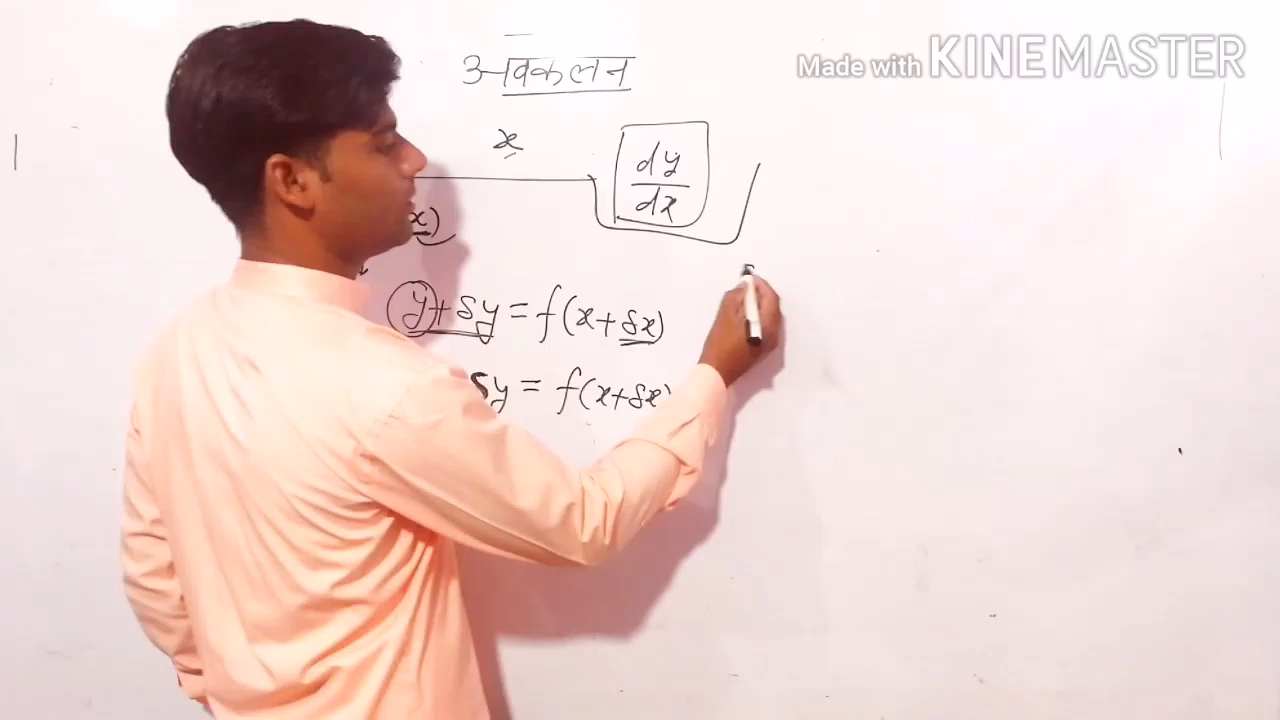 अवकलन
Made with KINEMASTER
x
dy/dx
x)
y+δy = f(x+δx)
δy = f(x+δx)